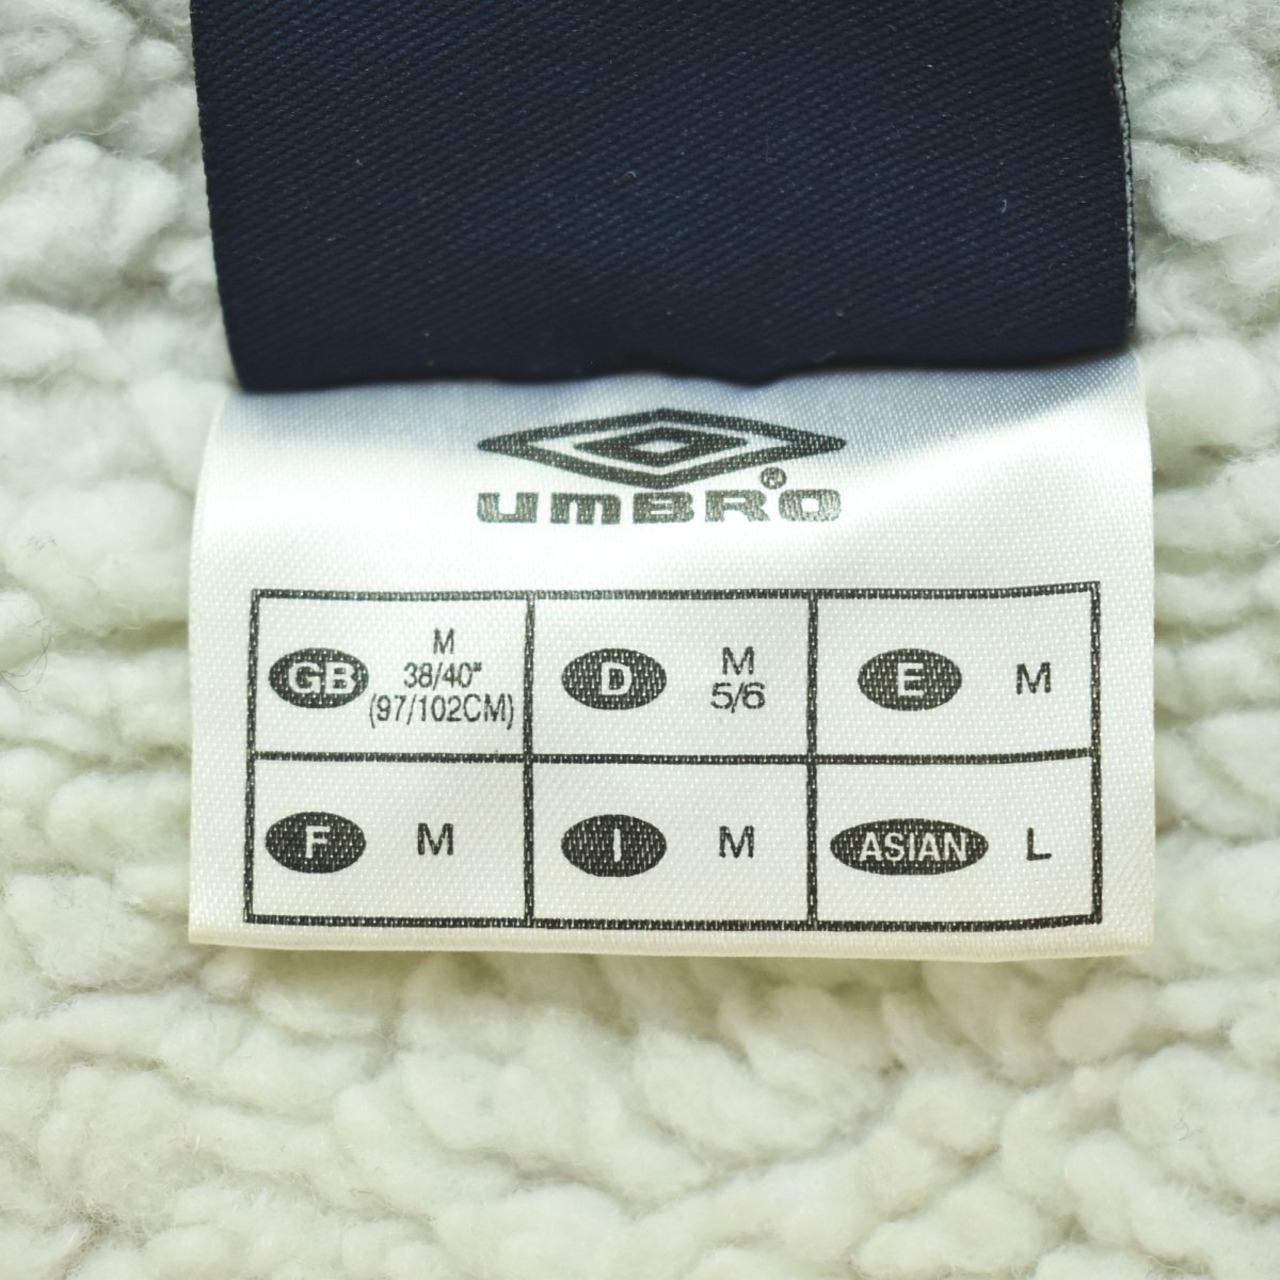 UMBRO®
GB M
38/40"
(97/102CM)
D M
5/6
E M
F M
I M
ASIAN L